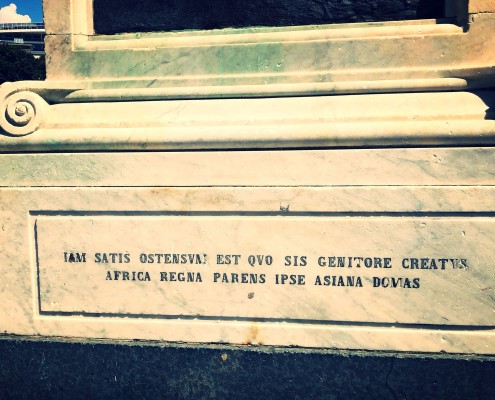 IAM SATIS OSTENSVM EST QVO SIS GENITORE CREATVS
AFRICA REGNA PARENS IPSE ASIANA DOMAS